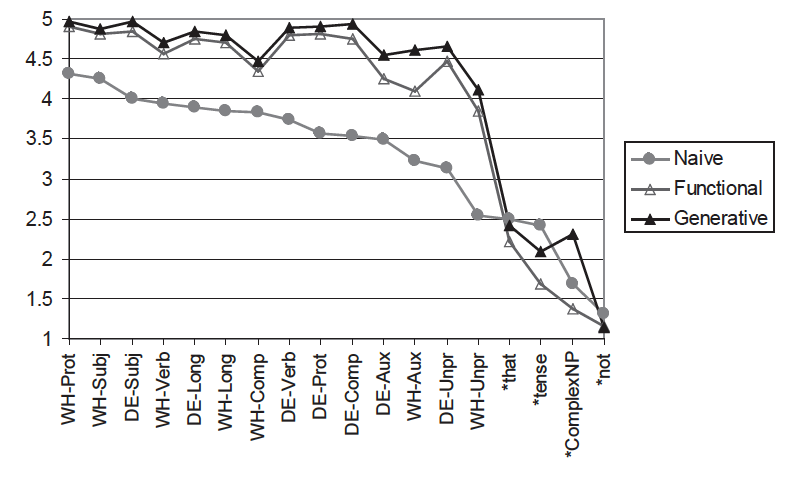 5
4.5
4
3.5
3
2.5
2
1.5
1
WH-Prot
WH-Subj
DE-Subj
WH-Verb
DE-Long
WH-Long
WH-Comp
DE-Verb
DE-Prot
DE-Comp
DE-Aux
WH-Aux
DE-Unpr
WH-Unpr
*that
*tense
*ComplexNP
*not
Naive
Functional
Generative